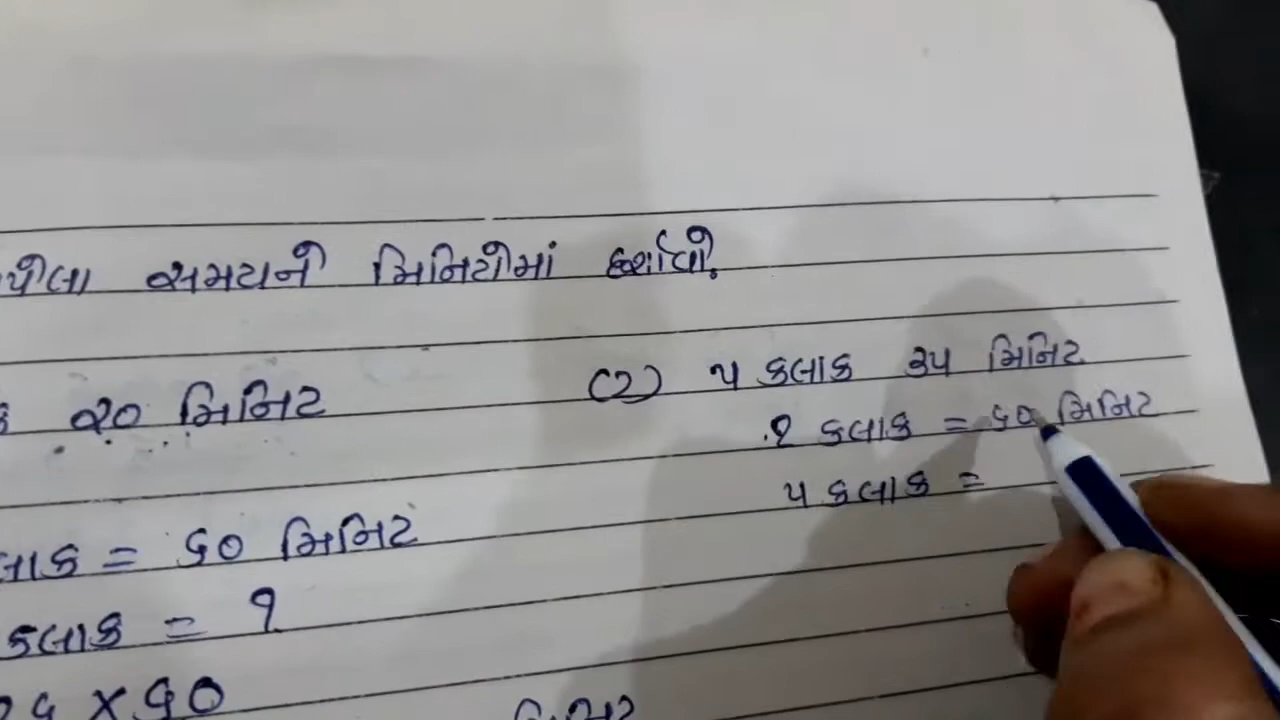 સમયને મિનિટોમાં દર્શાવો.
૨૦ મિનિટ
(2) ૫ કલાક ૩૫ મિનિટ
૧ કલાક = ૬૦ મિનિટ
૫ કલાક =
= ૬૦ મિનિટ
કલાક = ?
× ૬૦